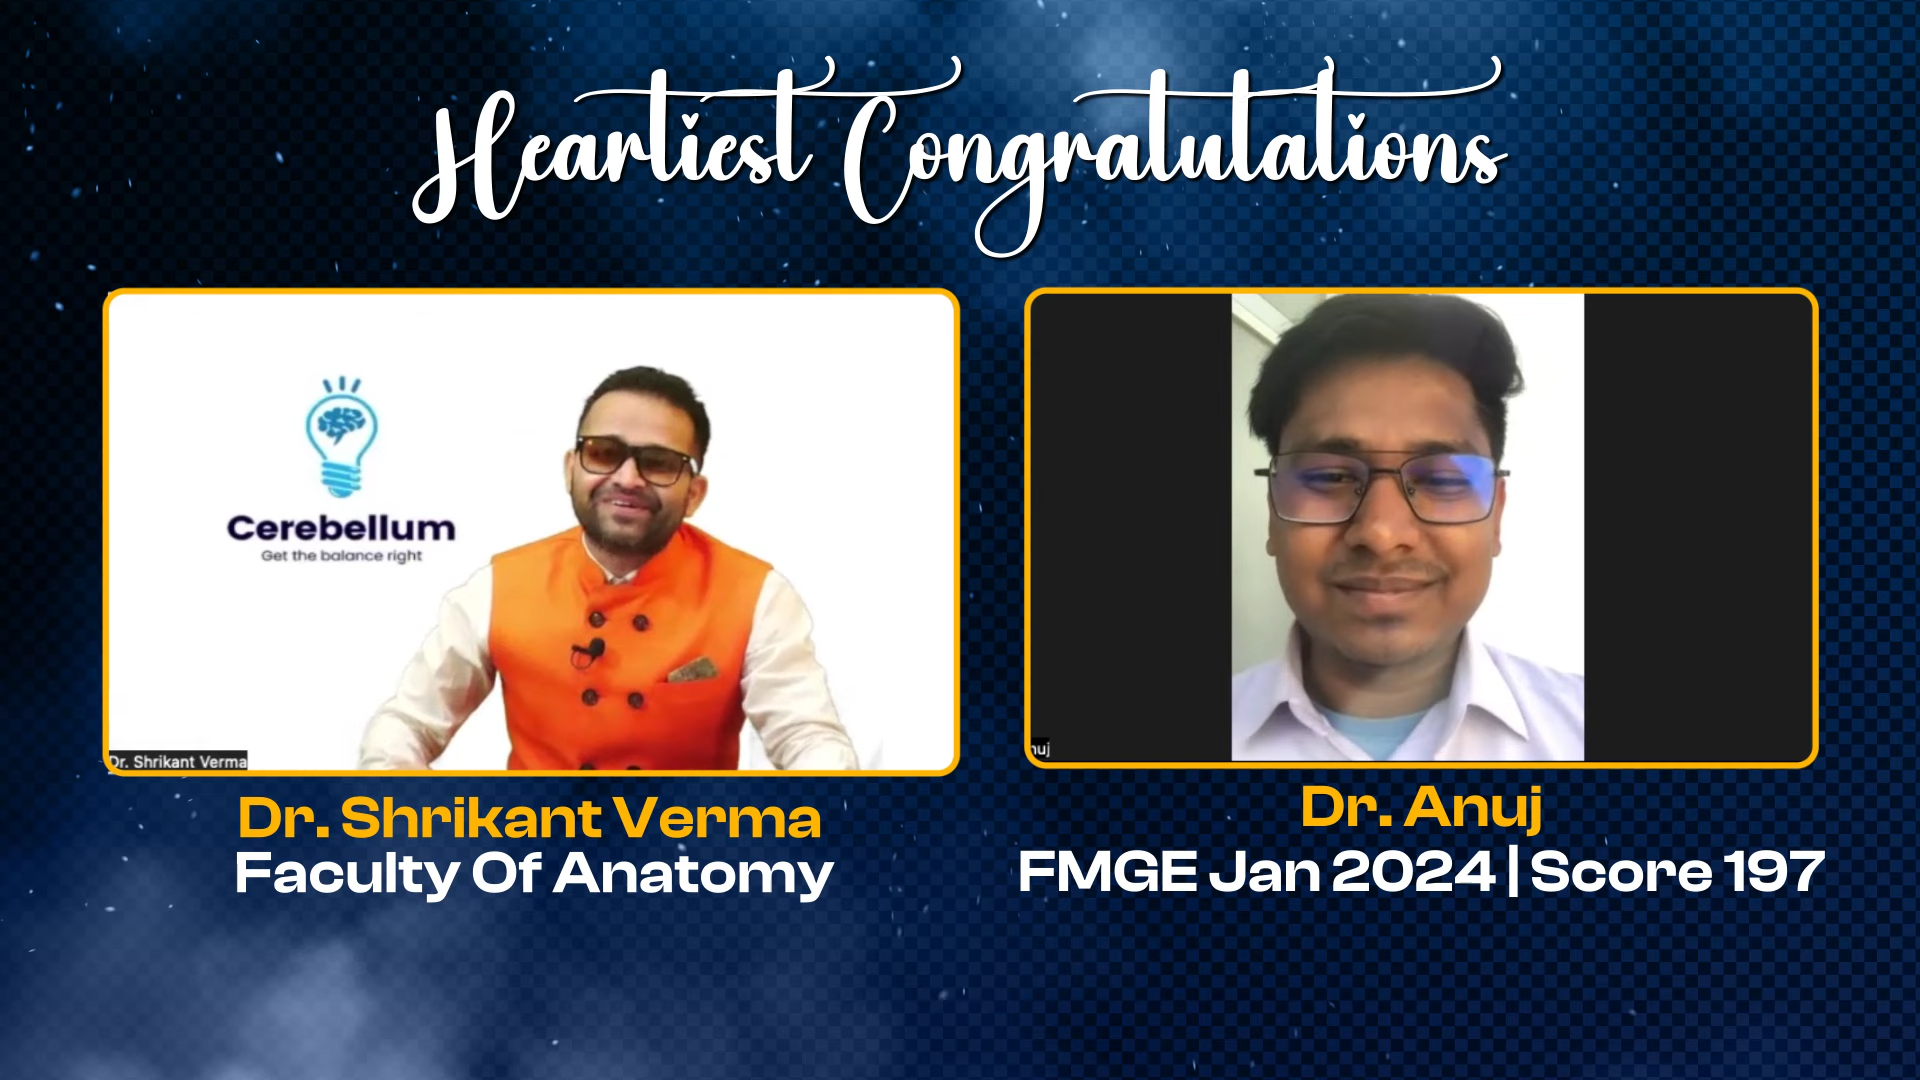 Heartiest Congratulations
Cerebellum
Get the balance right
Dr. Shrikant Verma
Dr. Shrikant Verma
Faculty Of Anatomy
nuj
Dr. Anuj
FMGE Jan 2024 | Score 197